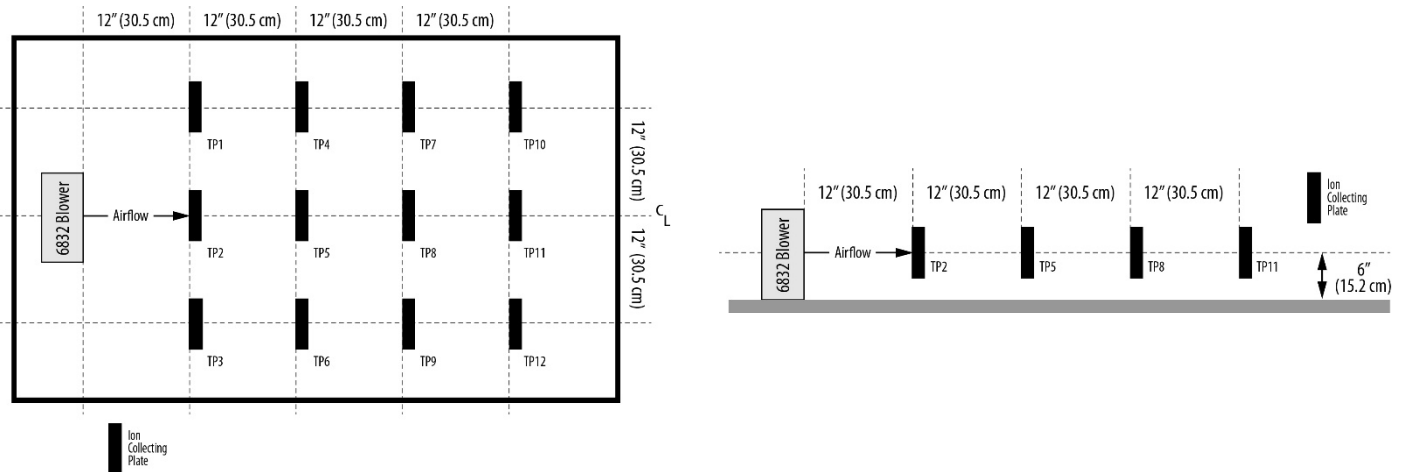 12” (30.5 cm) 12” (30.5 cm) 12” (30.5 cm) 12” (30.5 cm)
TP1 TP4 TP7 TP10
12” (30.5 cm)
6832 Blower
Airflow
CL
TP2 TP5 TP8 TP11
12” (30.5 cm)
TP3 TP6 TP9 TP12
Ion
Collecting
Plate
12” (30.5 cm) 12” (30.5 cm) 12” (30.5 cm) 12” (30.5 cm)
Ion
Collecting
Plate
6832 Blower
Airflow
TP2 TP5 TP8 TP11
6”
(15.2 cm)